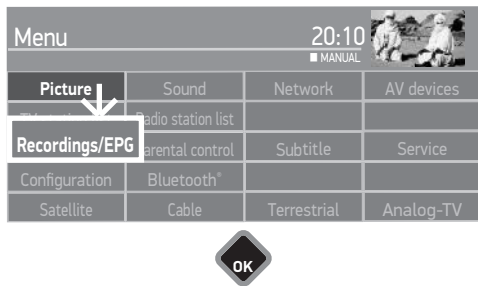 Menu 20:10
MANUAL
Picture Sound Network AV devices
Radio station list
Recordings/EPG Parental control Subtitle Service
Configuration Bluetooth®
Satellite Cable Terrestrial Analog-TV
OK